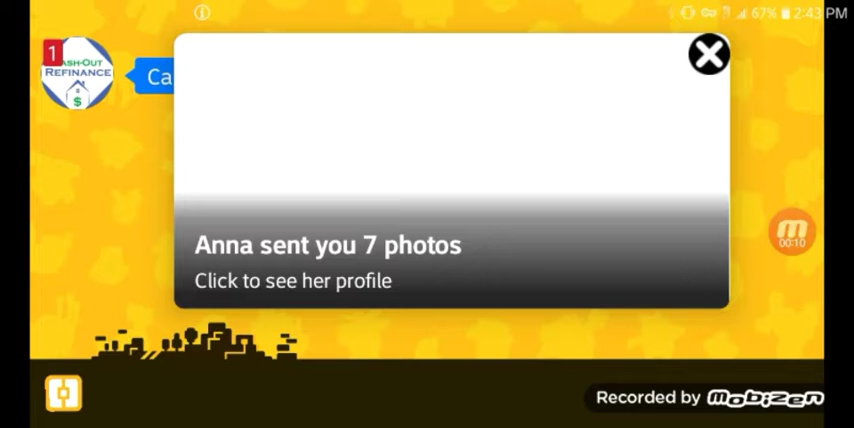 67% 2:43 PM
1
ASH-OUT
REFINANCE
$
Ca
Anna sent you 7 photos
Click to see her profile
00:10
Recorded by mobizen